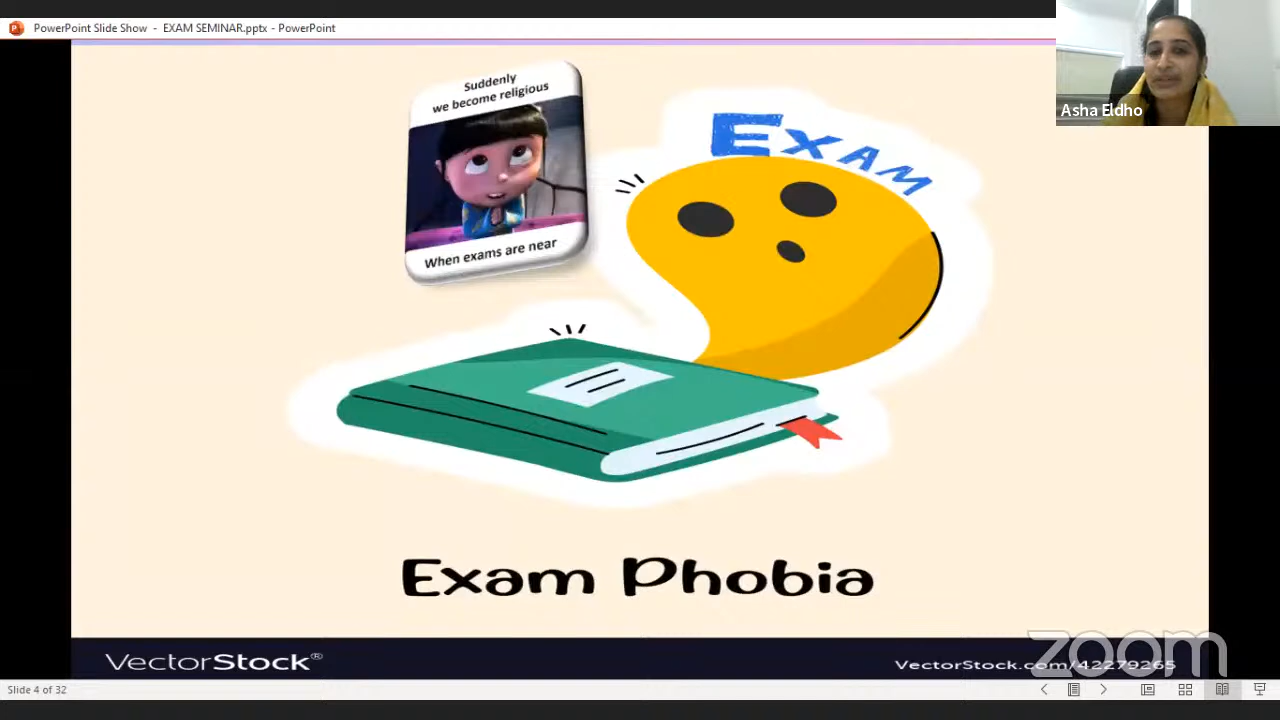 PowerPoint Slide Show - EXAM SEMINAR.pptx - PowerPoint
Asha Eldho
Suddenly
we become religious
When exams are near
EXAM
Exam Phobia
VectorStock®
VectorStock.com/42279265
zoom
Slide 4 of 32